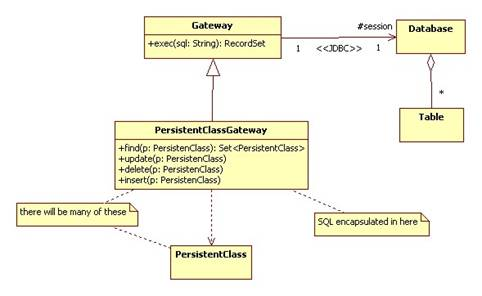 Gateway
+exec(sql: String): RecordSet
#session
1
<<JDBC>>
1
Database
*
Table
PersistentClassGateway
+find(p: PersistenClass): Set<PersistentClass>
+update(p: PersistenClass)
+delete(p: PersistenClass)
+insert(p: PersistenClass)
there will be many of these
SQL encapsulated in here
PersistentClass